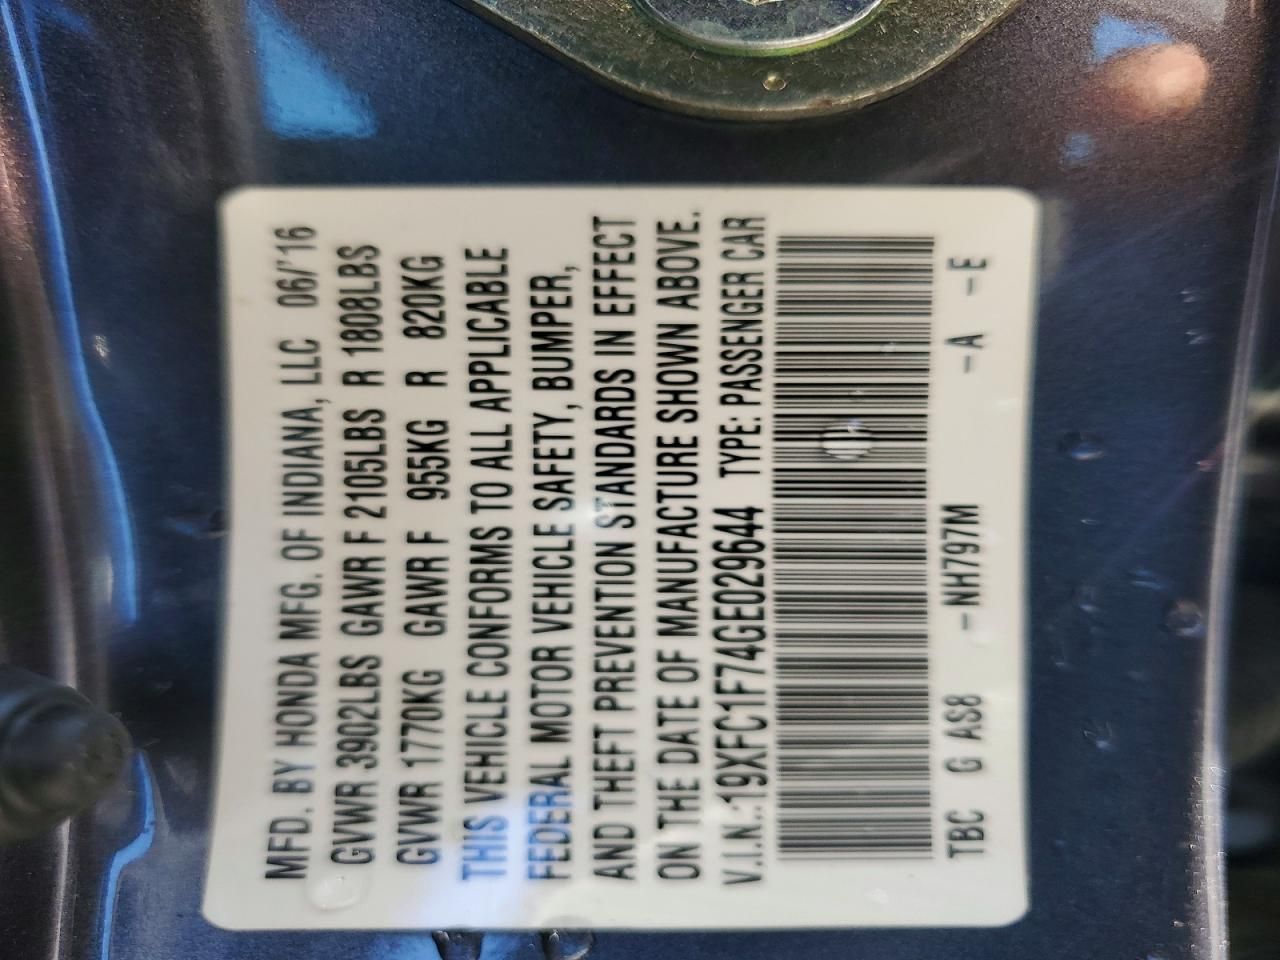 MFD. BY HONDA MFG. OF INDIANA, LLC 06/'16
GVWR 3902LBS GAWR F 2105LBS R 1808LBS
GVWR 1770KG GAWR F 955KG R 820KG
THIS VEHICLE CONFORMS TO ALL APPLICABLE
FEDERAL MOTOR VEHICLE SAFETY, BUMPER,
AND THEFT PREVENTION STANDARDS IN EFFECT
ON THE DATE OF MANUFACTURE SHOWN ABOVE.
V.I.N.:19XFC1F74GE029644 TYPE: PASSENGER CAR
TBC G AS8 -NH797M -A -E